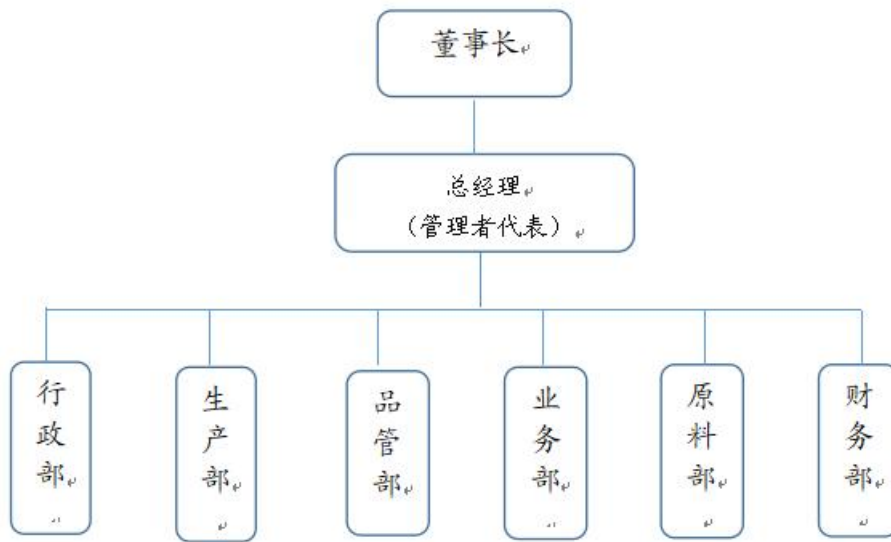 董事长
总经理
（管理者代表）
行政部
生产部
品管部
业务部
原料部
财务部